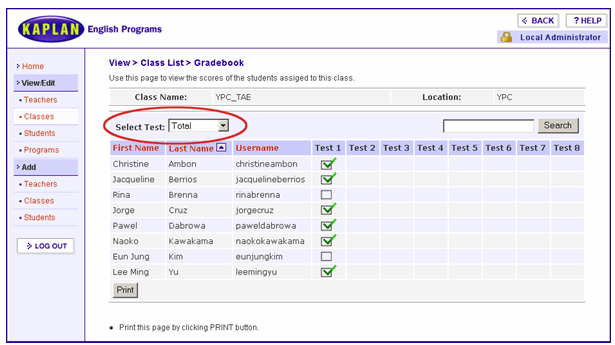 KAPLAN English Programs
< BACK ? HELP
Local Administrator
> Home
> View/Edit
• Teachers
• Classes
• Students
• Programs
> Add
• Teachers
• Classes
• Students
> LOG OUT
View > Class List > Gradebook
Use this page to view the scores of the students assiged to this class.
Class Name: YPC_TAE Location: YPC
Select Test: Total Search
First Name Last Name Username Test 1 Test 2 Test 3 Test 4 Test 5 Test 6 Test 7 Test 8
Christine Ambon christineambon
Jacqueline Berrios jacquelineberrios
Rina Brenna rinabrenna
Jorge Cruz jorgecruz
Pawel Dabrowa paweldabrowa
Naoko Kawakama naokokawakama
Eun Jung Kim eunjungkim
Lee Ming Yu leemingyu
Print
• Print this page by clicking PRINT button.